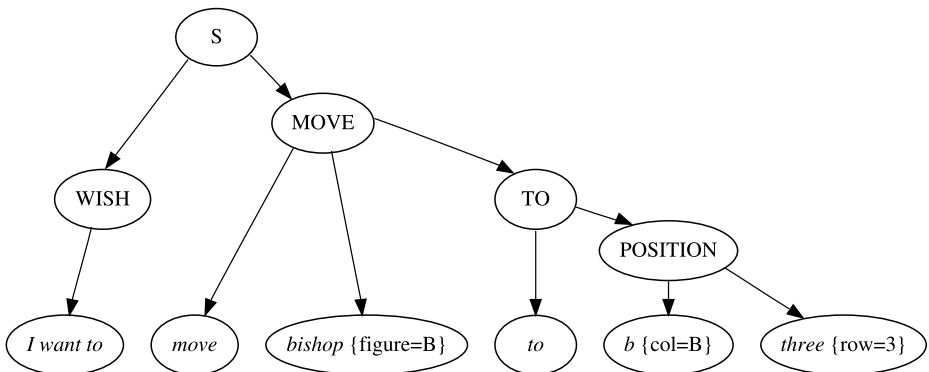 S
MOVE
WISH
TO
POSITION
I want to
move
bishop {figure=B}
to
b {col=B}
three {row=3}